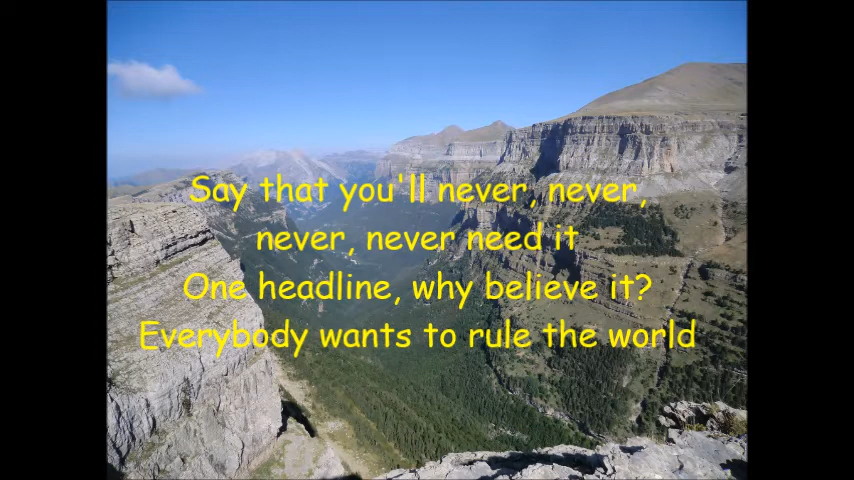 Say that you'll never, never,
never, never need it
One headline, why believe it?
Everybody wants to rule the world